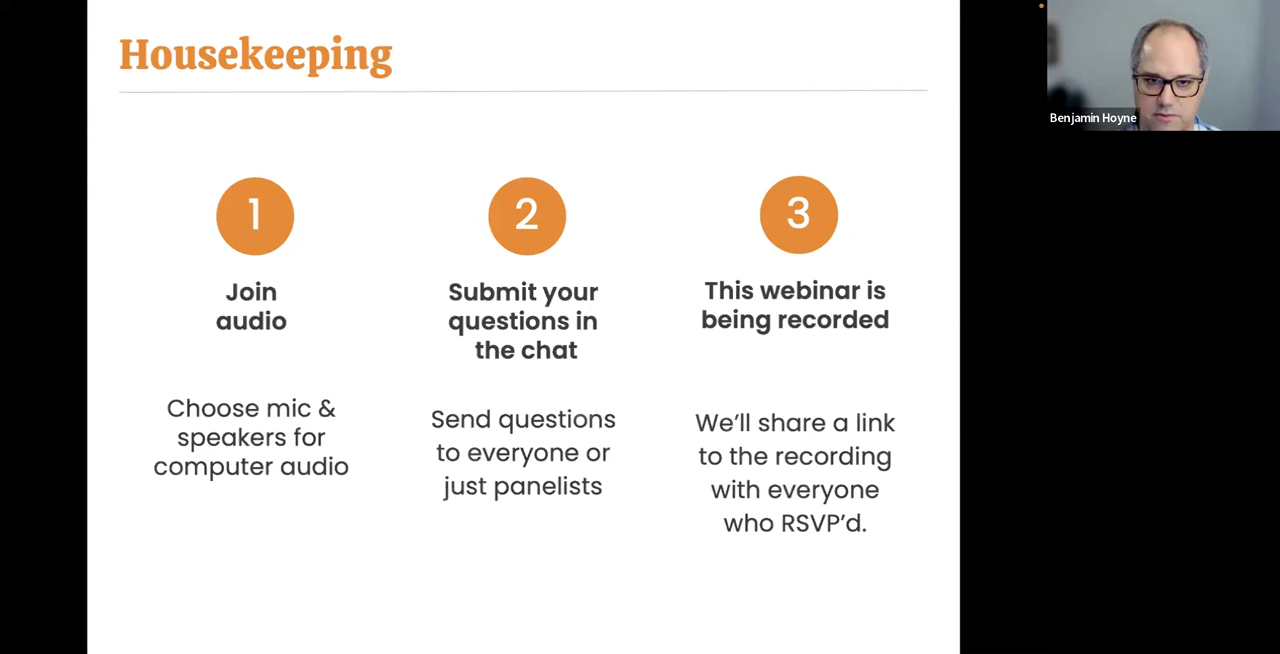 Housekeeping
1
Join
audio
Choose mic &
speakers for
computer audio
2
Submit your
questions in
the chat
Send questions
to everyone or
just panelists
3
This webinar is
being recorded
We’ll share a link
to the recording
with everyone
who RSVP’d.
Benjamin Hoyne